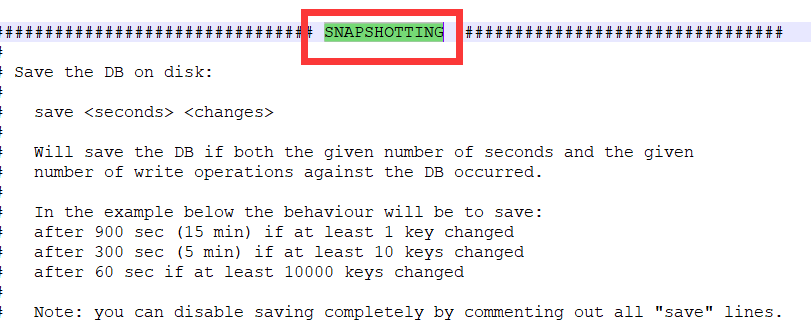 ################################ SNAPSHOTTING ################################
#
# Save the DB on disk:
#
#   save <seconds> <changes>
#
#   Will save the DB if both the given number of seconds and the given
#   number of write operations against the DB occurred.
#
#   In the example below the behaviour will be to save:
#   after 900 sec (15 min) if at least 1 key changed
#   after 300 sec (5 min) if at least 10 keys changed
#   after 60 sec if at least 10000 keys changed
#
#   Note: you can disable saving completely by commenting out all "save" lines.